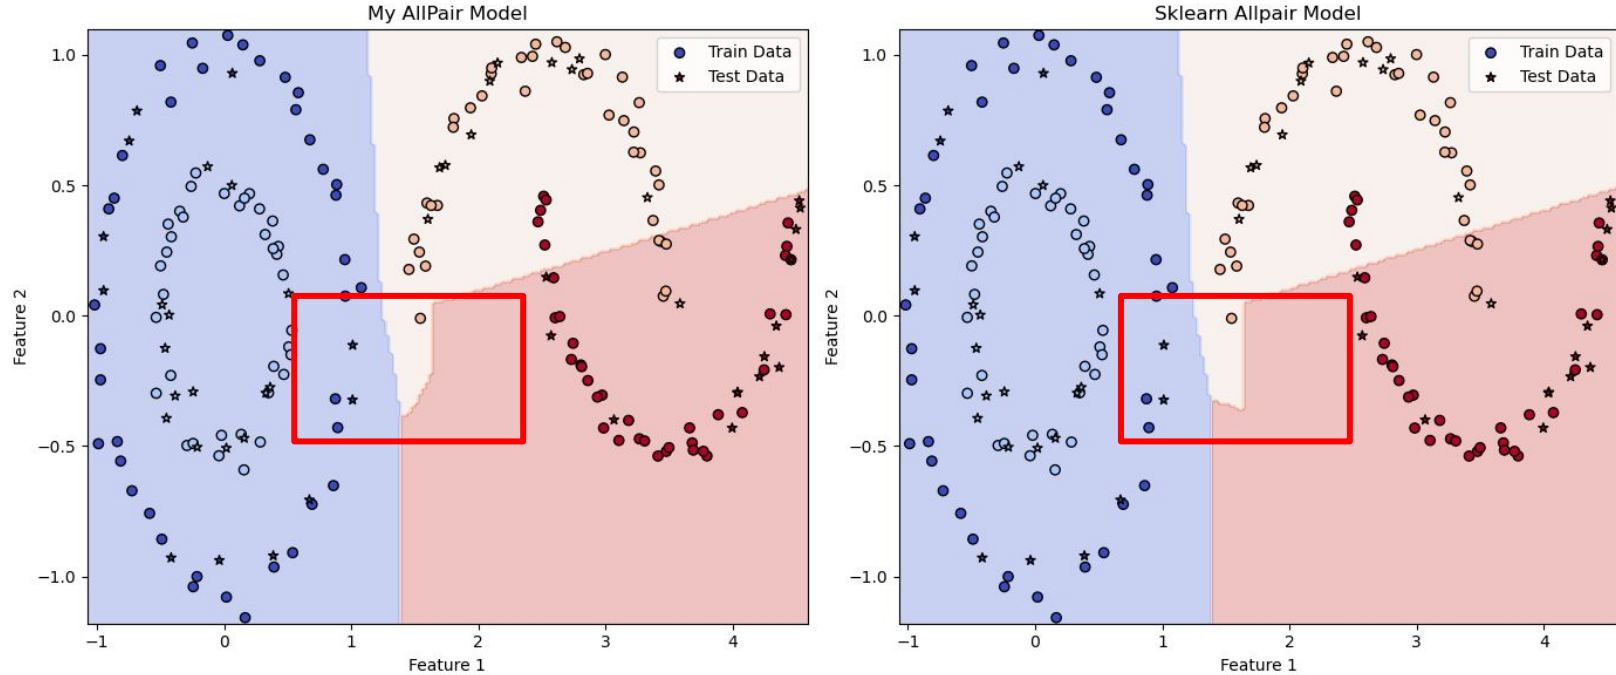 My AllPair Model
Train Data
Test Data
1.0
0.5
0.0
−0.5
−1.0
Feature 2
−1
0
1
2
3
4
Feature 1
Sklearn Allpair Model
Train Data
Test Data
1.0
0.5
0.0
−0.5
−1.0
Feature 2
−1
0
1
2
3
4
Feature 1